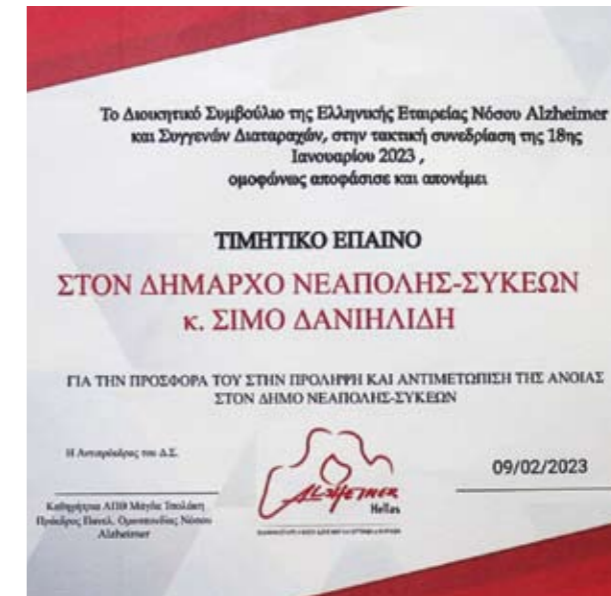 Το Διοικητικό Συμβούλιο της Ελληνικής Εταιρείας Νόσου Alzheimer
και Συγγενών Διαταραχών, στην τακτική συνεδρίαση της 18ης
Ιανουαρίου 2023 ,
ομοφώνως αποφάσισε και απονέμει
ΤΙΜΗΤΙΚΟ ΕΠΑΙΝΟ
ΣΤΟΝ ΔΗΜΑΡΧΟ ΝΕΑΠΟΛΗΣ-ΣΥΚΕΩΝ
κ. ΣΙΜΟ ΔΑΝΙΗΛΙΔΗ
ΓΙΑ ΤΗΝ ΠΡΟΣΦΟΡΑ ΤΟΥ ΣΤΗΝ ΠΡΟΛΗΨΗ ΚΑΙ ΑΝΤΙΜΕΤΩΠΙΣΗ ΤΗΣ ΑΝΟΙΑΣ
ΣΤΟΝ ΔΗΜΟ ΝΕΑΠΟΛΗΣ-ΣΥΚΕΩΝ
Η Αντιπρόεδρος του Δ.Σ.
Καθηγήτρια ΑΠΘ Μάγδα Τσολάκη
Πρόεδρος Πανελ. Ομοσπονδίας Νόσου
Alzheimer
ALZHEIMER
Hellas
09/02/2023